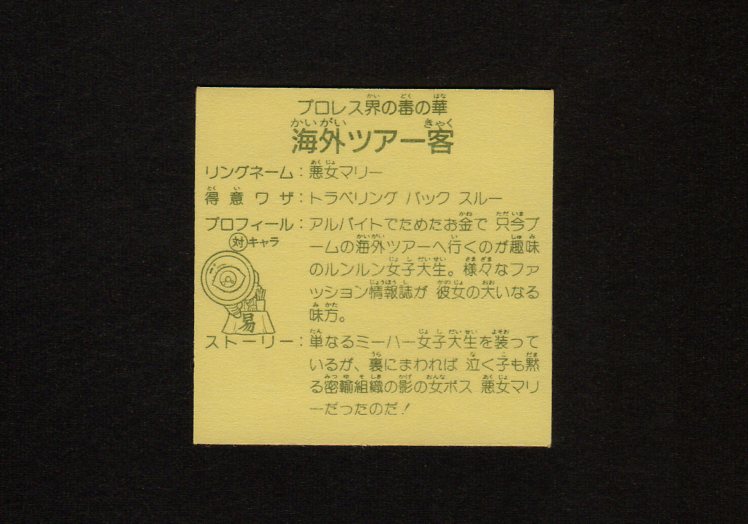 プロレス界の毒の華
海外ツアー客
リングネーム：悪女マリー
得意ワザ：トラベリング バック スルー
プロフィール：アルバイトでためたお金で 只今ブ
ームの海外ツアーへ行くのが趣味
のルンルン女子大生。様々なファ
ッション情報誌が 彼女の大いなる
味方。
対キャラ
易
ストーリー：単なるミーハー女子大生を装って
いるが、裏にまわれば 泣く子も黙
る密輸組織の影の女ボス 悪女マリ
ーだったのだ！